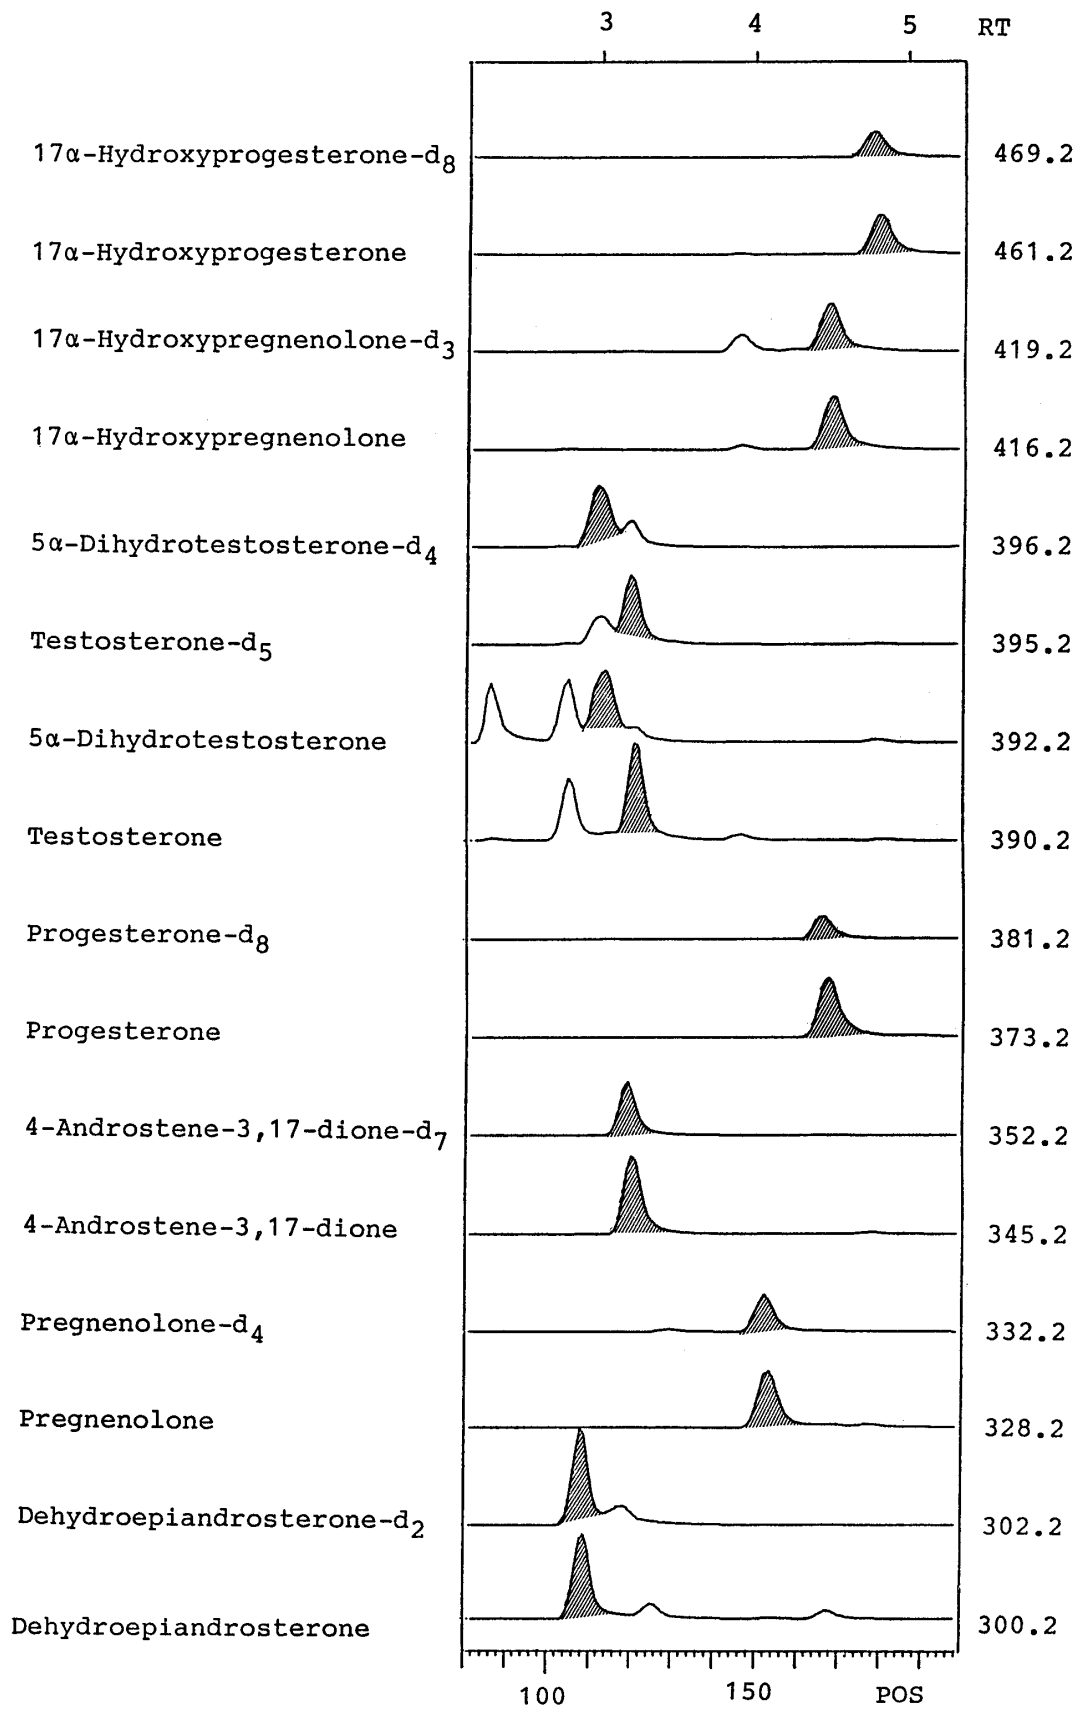 3 4 5 RT
17α-Hydroxyprogesterone-d8 469.2
17α-Hydroxyprogesterone 461.2
17α-Hydroxypregnenolone-d3 419.2
17α-Hydroxypregnenolone 416.2
5α-Dihydrotestosterone-d4 396.2
Testosterone-d5 395.2
5α-Dihydrotestosterone 392.2
Testosterone 390.2
Progesterone-d8 381.2
Progesterone 373.2
4-Androstene-3,17-dione-d7 352.2
4-Androstene-3,17-dione 345.2
Pregnenolone-d4 332.2
Pregnenolone 328.2
Dehydroepiandrosterone-d2 302.2
Dehydroepiandrosterone 300.2
100 150 POS